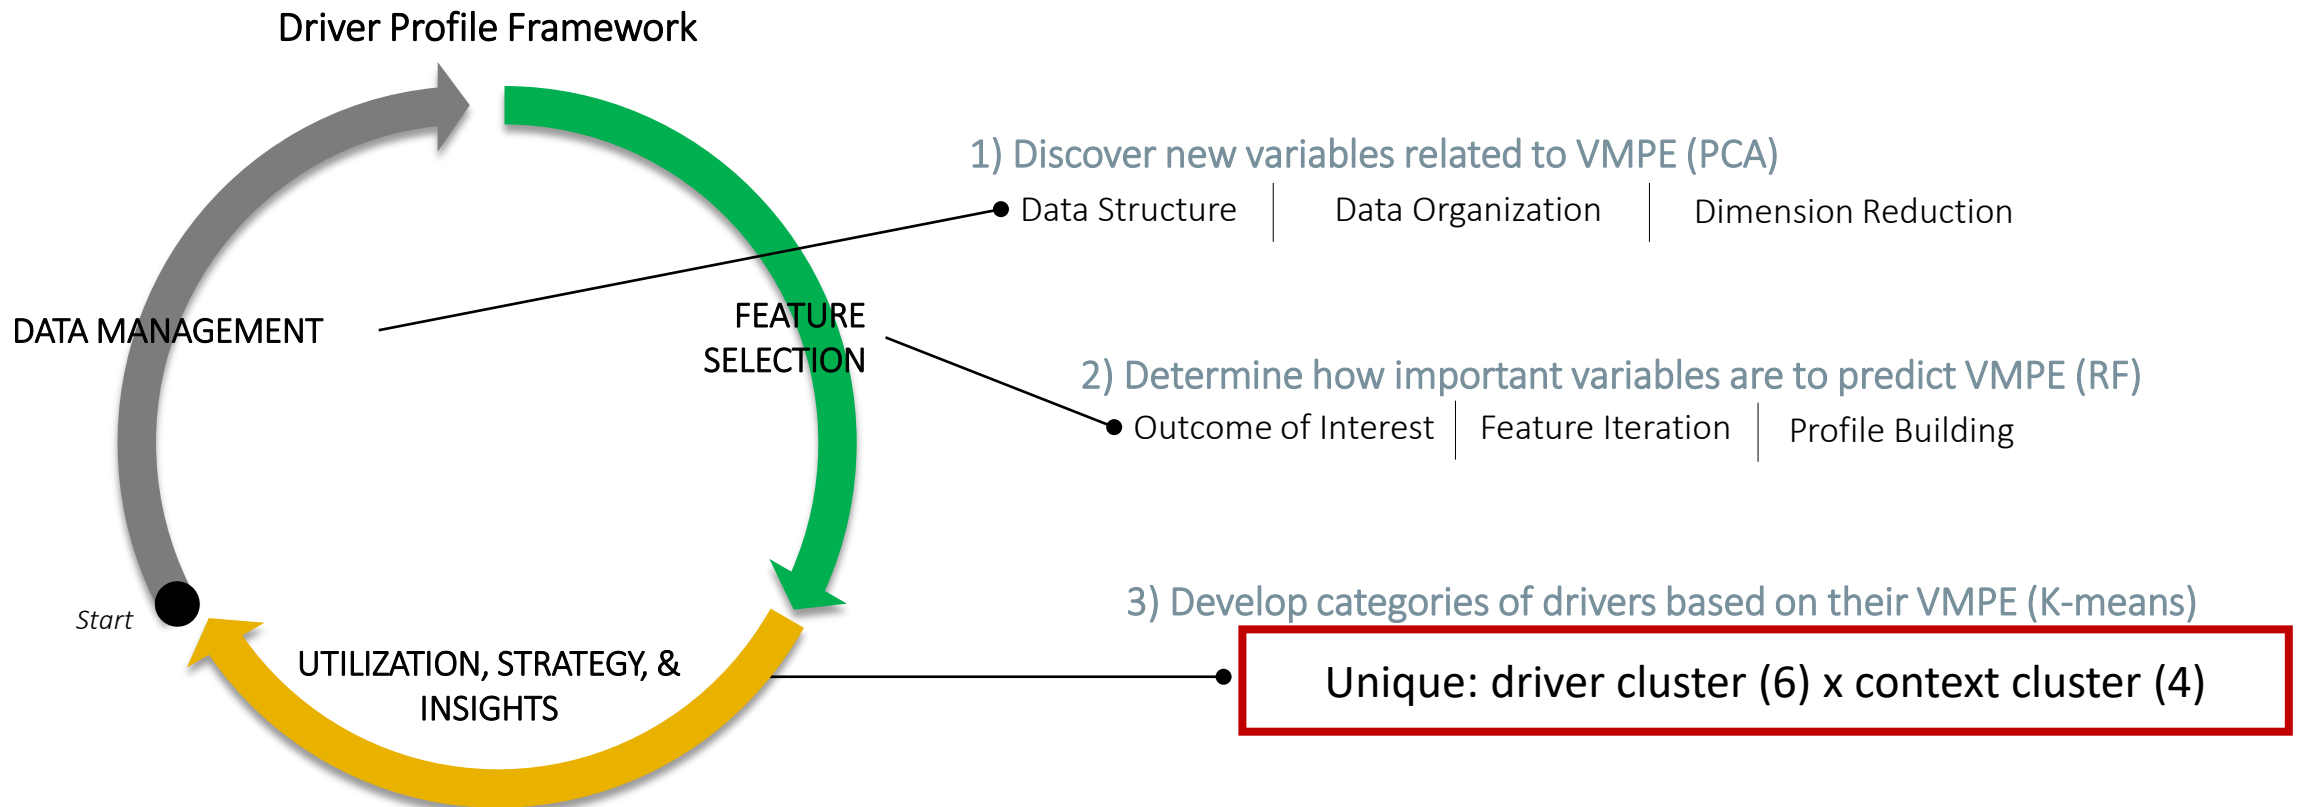 Driver Profile Framework
1) Discover new variables related to VMPE (PCA)
Data Structure
Data Organization
Dimension Reduction
DATA MANAGEMENT
FEATURE
SELECTION
2) Determine how important variables are to predict VMPE (RF)
Outcome of Interest
Feature Iteration
Profile Building
3) Develop categories of drivers based on their VMPE (K-means)
Start
UTILIZATION, STRATEGY, &
INSIGHTS
Unique: driver cluster (6) x context cluster (4)